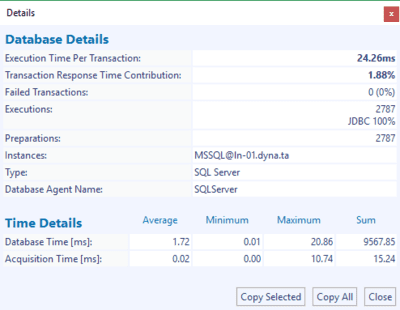 Details
x
Database Details
Execution Time Per Transaction: 24.26ms
Transaction Response Time Contribution: 1.88%
Failed Transactions: 0 (0%)
Executions: 2787
JDBC 100%
Preparations: 2787
Instances: MSSQL@ln-01.dyna.ta
Type: SQL Server
Database Agent Name: SQLServer
Time Details Average Minimum Maximum Sum
Database Time [ms]: 1.72 0.01 20.86 9567.85
Acquisition Time [ms]: 0.02 0.00 10.74 15.24
Copy Selected Copy All Close